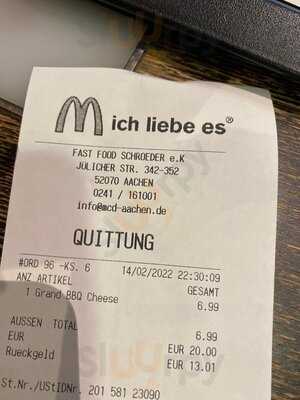 M ich liebe es®
FAST FOOD SCHROEDER e.K
JÜLICHER STR. 342-352
52070 AACHEN
0241 / 161001
info@mcd-aachen.de
QUITTUNG
#ORD 96 -KS. 6 14/02/2022 22:30:09
ANZ ARTIKEL GESAMT
1 Grand BBQ Cheese 6.99
AUSSEN TOTAL 6.99
EUR EUR 20.00
Rueckgeld EUR 13.01
St.Nr./UStIDNr. 201 581 23090